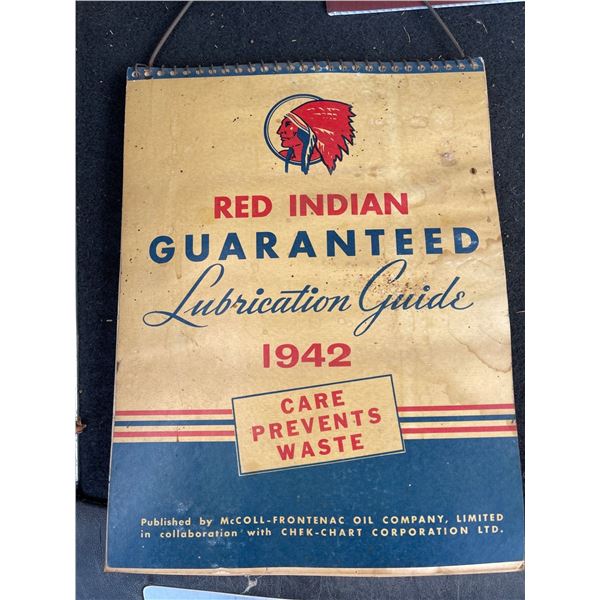 RED INDIAN
GUARANTEED
Lubrication Guide
1942
CARE
PREVENTS
WASTE
Published by McCOLL-FRONTENAC OIL COMPANY, LIMITED
in collaboration with CHEK-CHART CORPORATION LTD.